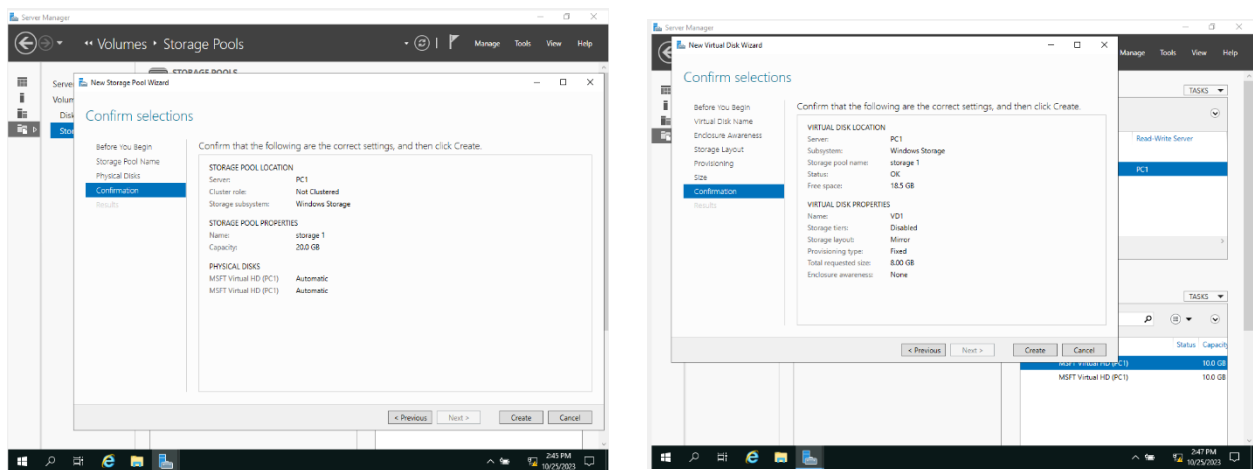 Server Manager
Volumes
Storage Pools
Manage Tools View Help
STORAGE POOLS
New Storage Pool Wizard
Confirm selections
Before You Begin
Storage Pool Name
Physical Disks
Confirmation
Results
Confirm that the following are the correct settings, and then click Create.
STORAGE POOL LOCATION
Server: PC1
Cluster role: Not Clustered
Storage subsystem: Windows Storage
STORAGE POOL PROPERTIES
Name: storage 1
Capacity: 20.0 GB
PHYSICAL DISKS
MSFT Virtual HD (PC1) Automatic
MSFT Virtual HD (PC1) Automatic
< Previous Next > Create Cancel
2:45 PM
10/25/2023
Server Manager
Manage Tools View Help
New Virtual Disk Wizard
Confirm selections
Before You Begin
Virtual Disk Name
Enclosure Awareness
Storage Layout
Provisioning
Size
Confirmation
Results
Confirm that the following are the correct settings, and then click Create.
VIRTUAL DISK LOCATION
Server: PC1
Subsystem: Windows Storage
Storage pool name: storage 1
Status: OK
Free space: 18.5 GB
VIRTUAL DISK PROPERTIES
Name: VD1
Storage tiers: Disabled
Storage layout: Mirror
Provisioning type: Fixed
Total requested size: 8.00 GB
Enclosure awareness: None
< Previous Next > Create Cancel
TASKS
Read-Write Server
PC1
TASKS
Status Capacity
MSFT Virtual HD (PC1) 10.0 GB
MSFT Virtual HD (PC1) 10.0 GB
2:47 PM
10/25/2023